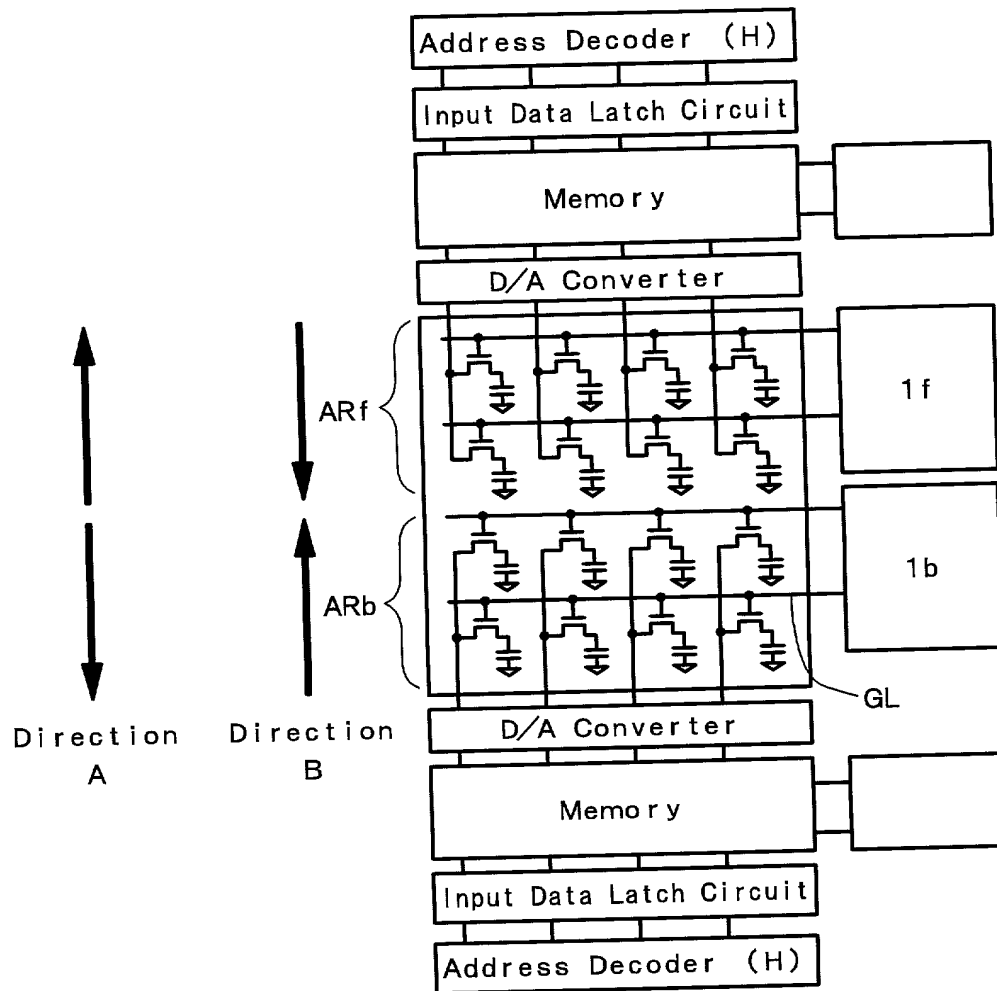 Address Decoder (H)
Input Data Latch Circuit
Memory
D/A Converter
ARf
1f
ARb
1b
GL
Direction A
Direction B
D/A Converter
Memory
Input Data Latch Circuit
Address Decoder (H)